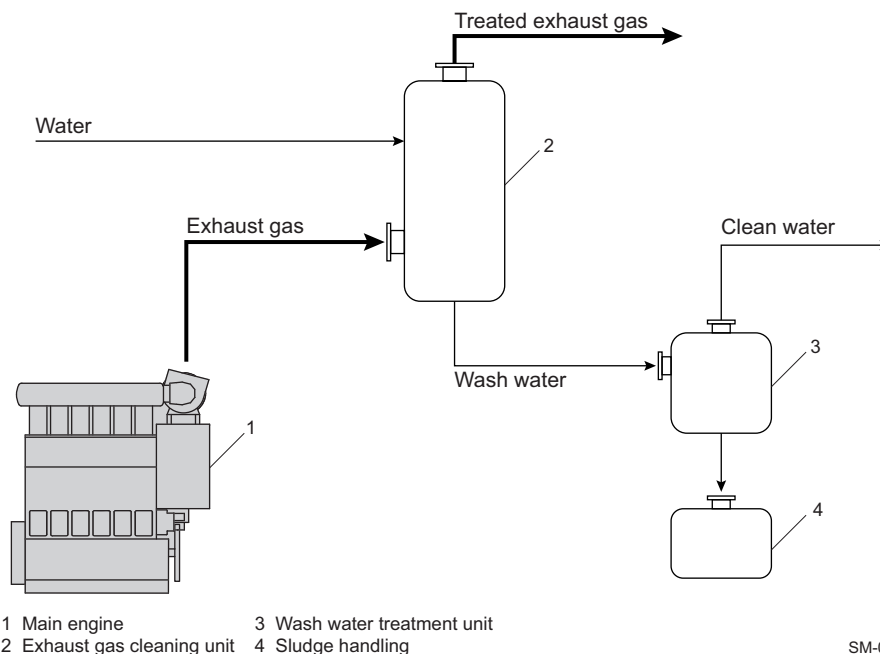 Treated exhaust gas
Water
2
Exhaust gas
Clean water
3
Wash water
1
4
1 Main engine
3 Wash water treatment unit
2 Exhaust gas cleaning unit
4 Sludge handling